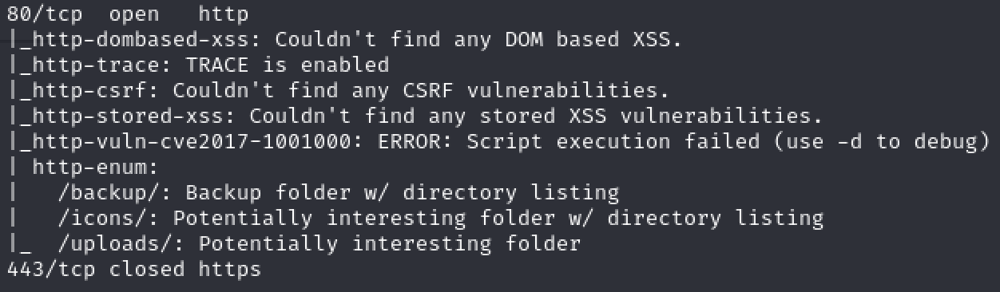 80/tcp  open   http
|_http-dombased-xss: Couldn't find any DOM based XSS.
|_http-trace: TRACE is enabled
|_http-csrf: Couldn't find any CSRF vulnerabilities.
|_http-stored-xss: Couldn't find any stored XSS vulnerabilities.
|_http-vuln-cve2017-1001000: ERROR: Script execution failed (use -d to debug)
| http-enum:
|   /backup/: Backup folder w/ directory listing
|   /icons/: Potentially interesting folder w/ directory listing
|_  /uploads/: Potentially interesting folder
443/tcp closed https